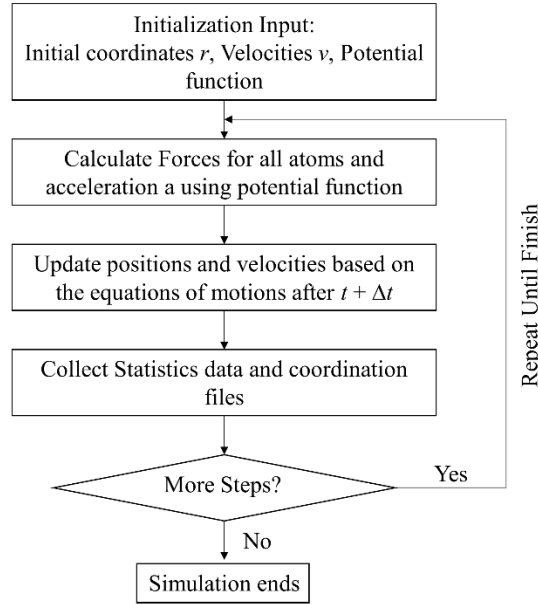 Initialization Input:
Initial coordinates r, Velocities v, Potential
function
Calculate Forces for all atoms and
acceleration a using potential function
Update positions and velocities based on
the equations of motions after t + Δt
Collect Statistics data and coordination
files
More Steps?
Yes
No
Simulation ends
Repeat Until Finish